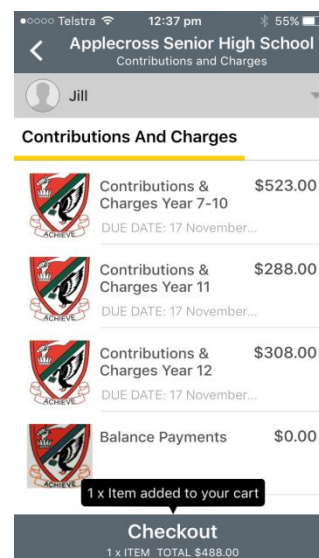 Telstra 12:37 pm 55%
Applecross Senior High School
Contributions and Charges
Jill
Contributions And Charges
Contributions & $523.00
Charges Year 7-10
DUE DATE: 17 November...
ACHIEVE
Contributions & $288.00
Charges Year 11
DUE DATE: 17 November...
ACHIEVE
Contributions & $308.00
Charges Year 12
DUE DATE: 17 November...
ACHIEVE
Balance Payments $0.00
ACHIEVE
1 x Item added to your cart
Checkout
1 x ITEM TOTAL $488.00